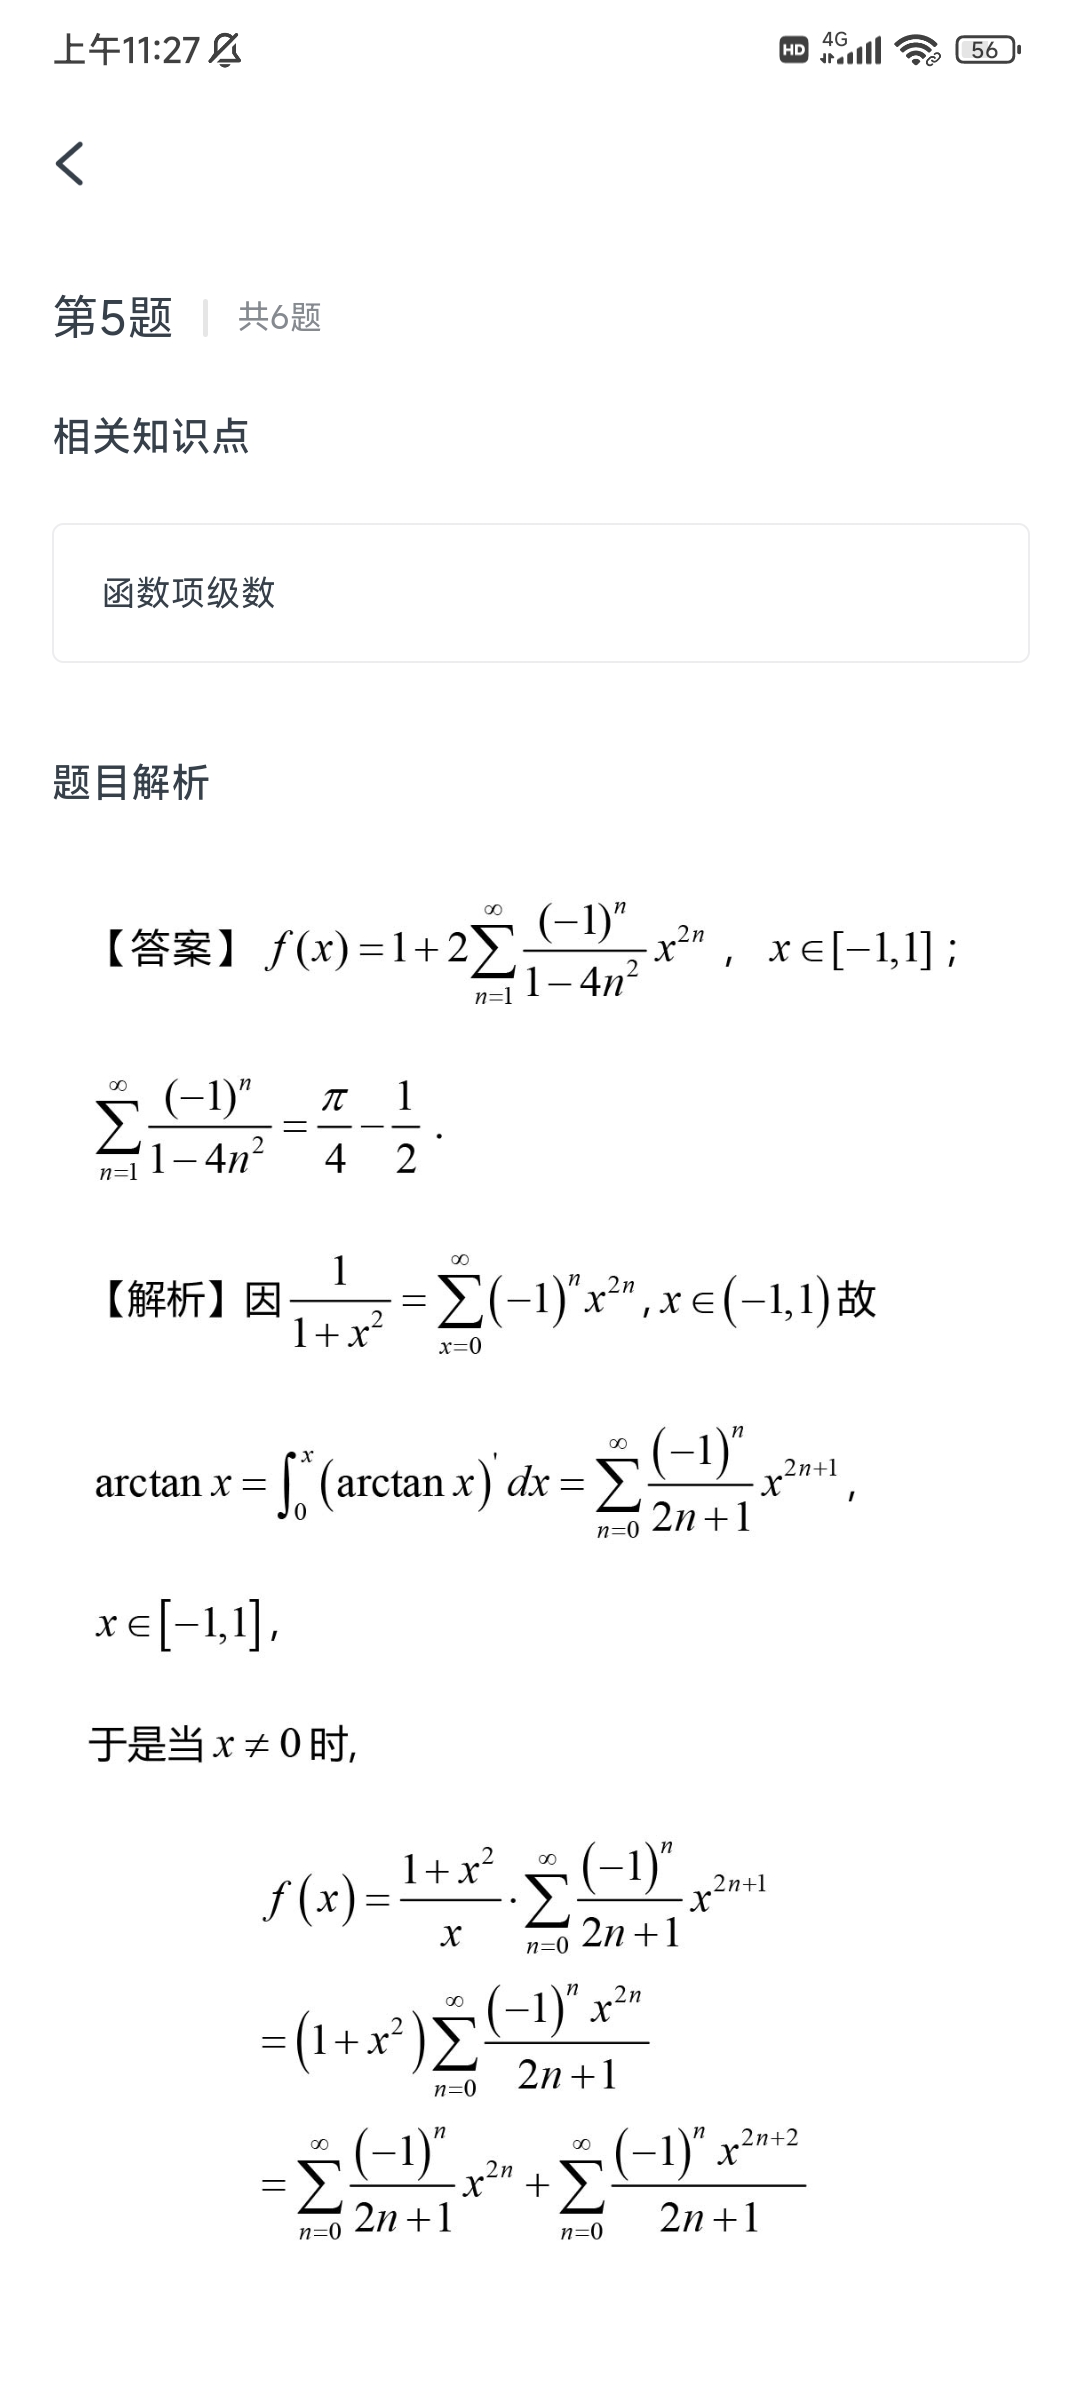 上午11:27
HD 4G 56
第5题 | 共6题
相关知识点
函数项级数
题目解析
【答案】 $f(x)=1+2\sum_{n=1}^{\infty}\frac{(-1)^n}{1-4n^2}x^{2n}$ ， $x\in[-1,1]$；
$\sum_{n=1}^{\infty}\frac{(-1)^n}{1-4n^2}=\frac{\pi}{4}-\frac{1}{2}$ .
【解析】因 $\frac{1}{1+x^2}=\sum_{x=0}^{\infty}(-1)^n x^{2n}, x\in(-1,1)$ 故
$\arctan x=\int_0^x(\arctan x)'dx=\sum_{n=0}^{\infty}\frac{(-1)^n}{2n+1}x^{2n+1}$ ，
$x\in[-1,1]$，
于是当 $x\neq 0$ 时,
$f(x)=\frac{1+x^2}{x}\cdot\sum_{n=0}^{\infty}\frac{(-1)^n}{2n+1}x^{2n+1}$
$=(1+x^2)\sum_{n=0}^{\infty}\frac{(-1)^n x^{2n}}{2n+1}$
$=\sum_{n=0}^{\infty}\frac{(-1)^n}{2n+1}x^{2n}+\sum_{n=0}^{\infty}\frac{(-1)^n x^{2n+2}}{2n+1}$